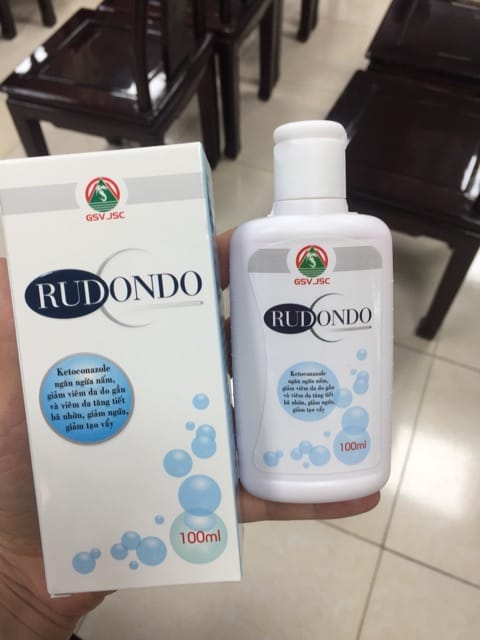 GSV.,JSC
RUDONDO
Ketoconazole
ngăn ngừa nấm,
giảm viêm da do gầu
và viêm da tăng tiết
bã nhờn, giảm ngứa,
giảm tạo vẩy
100ml
GSV.,JSC
RUDONDO
Ketoconazole
ngăn ngừa nấm,
giảm viêm da do gầu
và viêm da tăng tiết
bã nhờn, giảm ngứa,
giảm tạo vẩy
100ml